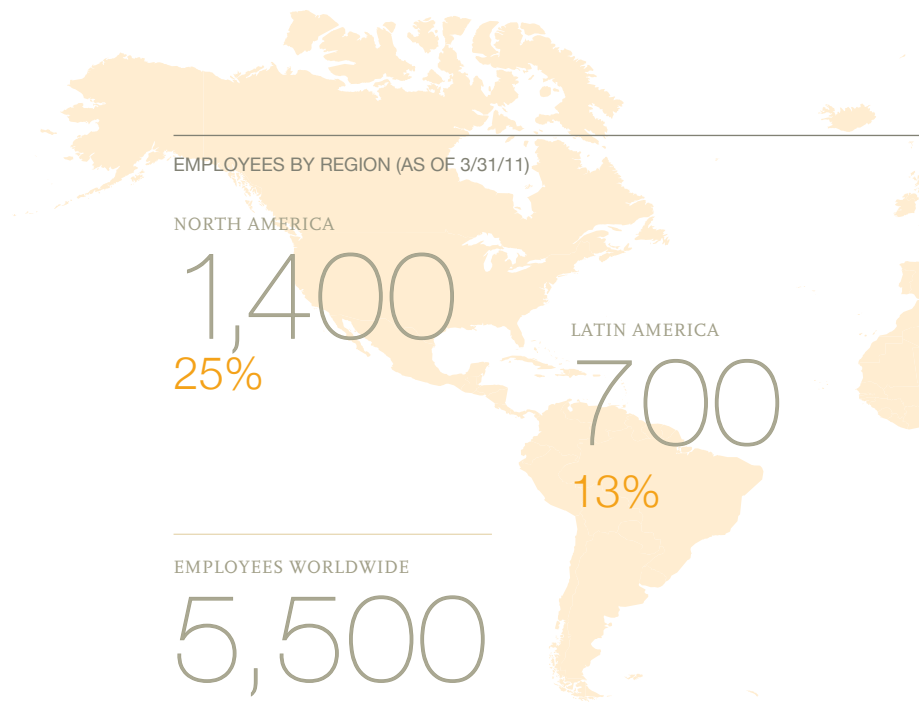 EMPLOYEES BY REGION (AS OF 3/31/11)
NORTH AMERICA
1,400
25%
LATIN AMERICA
700
13%
EMPLOYEES WORLDWIDE
5,500